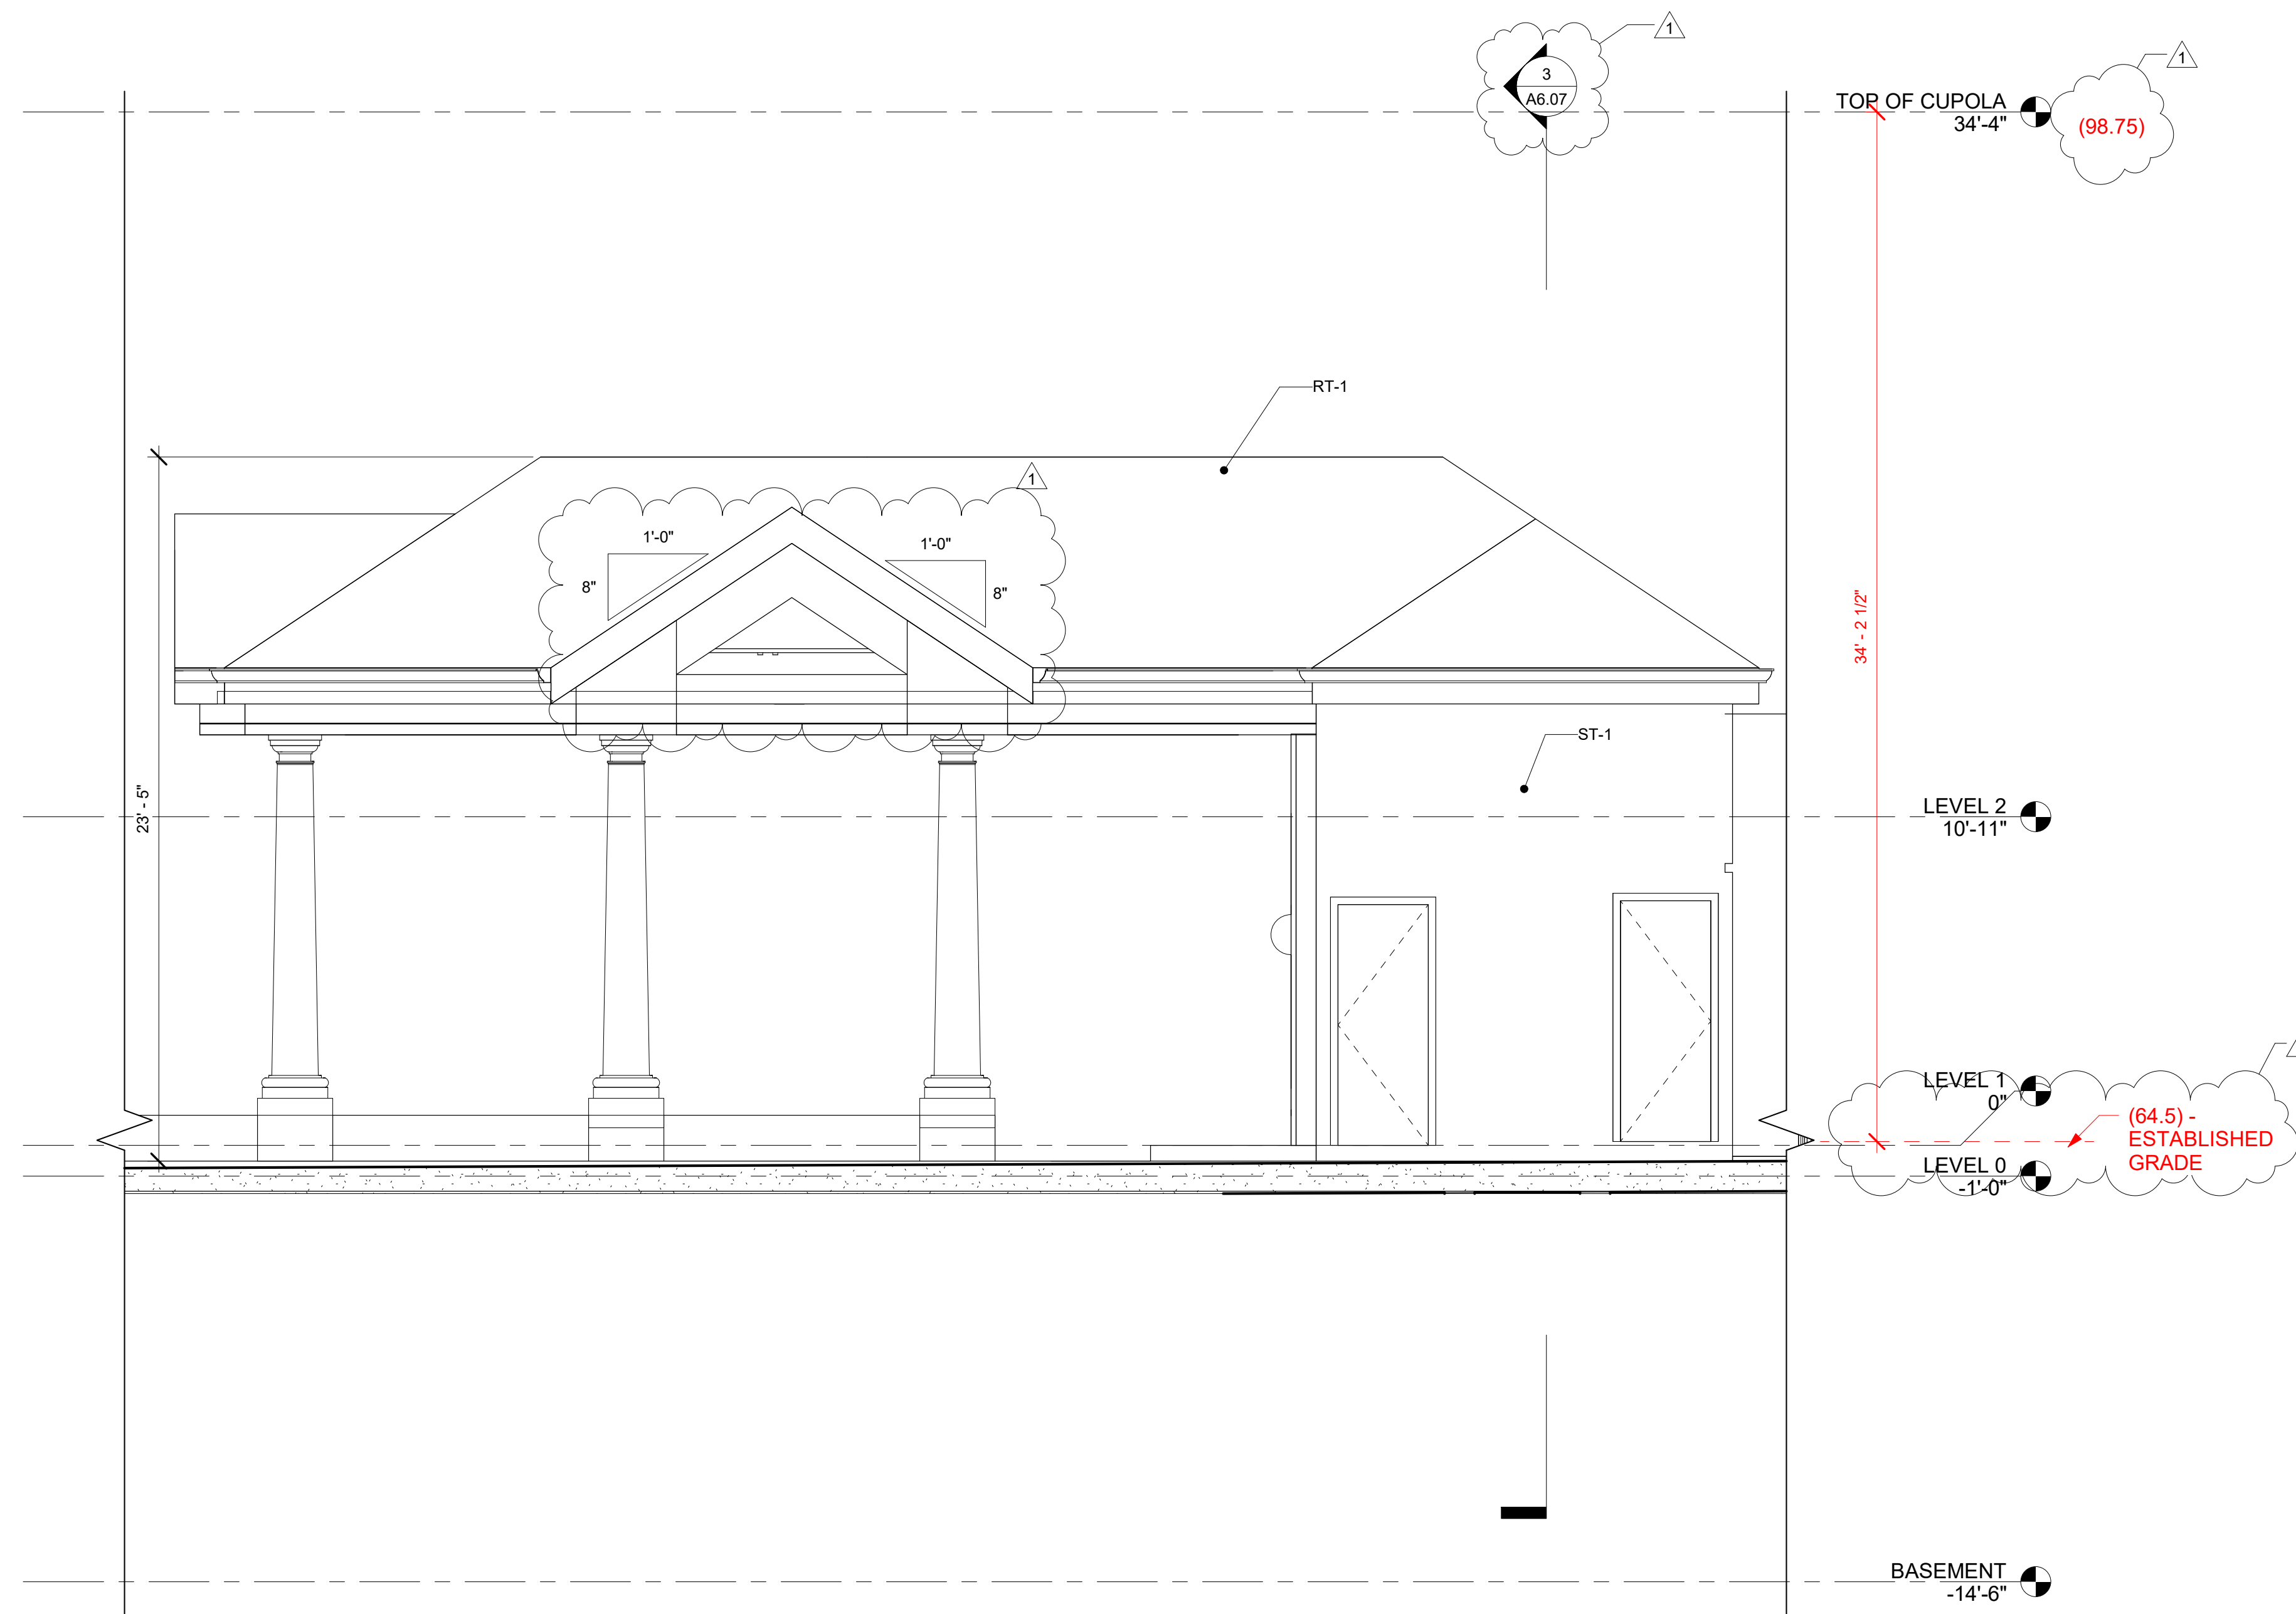 1
3
A6.07
1
TOP OF CUPOLA
34'-4"
(98.75)
RT-1
1
1'-0"
1'-0"
8"
8"
34' - 2 1/2"
ST-1
23' - 5"
LEVEL 2
10'-11"
LEVEL 1
0"
(64.5) -
ESTABLISHED
GRADE
LEVEL 0
-1'-0"
BASEMENT
-14'-6"